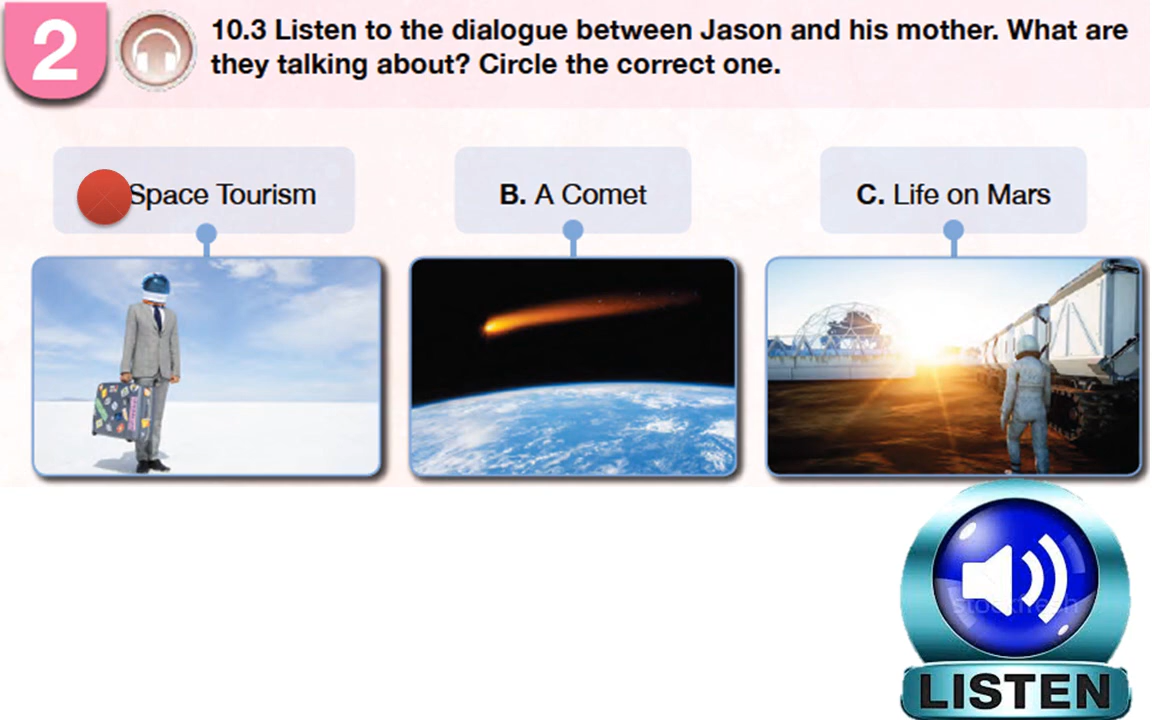 2
10.3 Listen to the dialogue between Jason and his mother. What are
they talking about? Circle the correct one.
Space Tourism
B. A Comet
C. Life on Mars
LISTEN